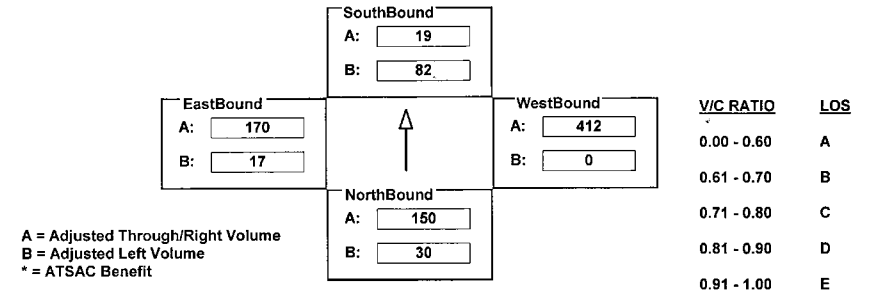 SouthBound
A: 19
B: 82
EastBound
A: 170
B: 17
WestBound
A: 412
B: 0
NorthBound
A: 150
B: 30
A = Adjusted Through/Right Volume
B = Adjusted Left Volume
* = ATSAC Benefit
V/C RATIO LOS
0.00 - 0.60 A
0.61 - 0.70 B
0.71 - 0.80 C
0.81 - 0.90 D
0.91 - 1.00 E